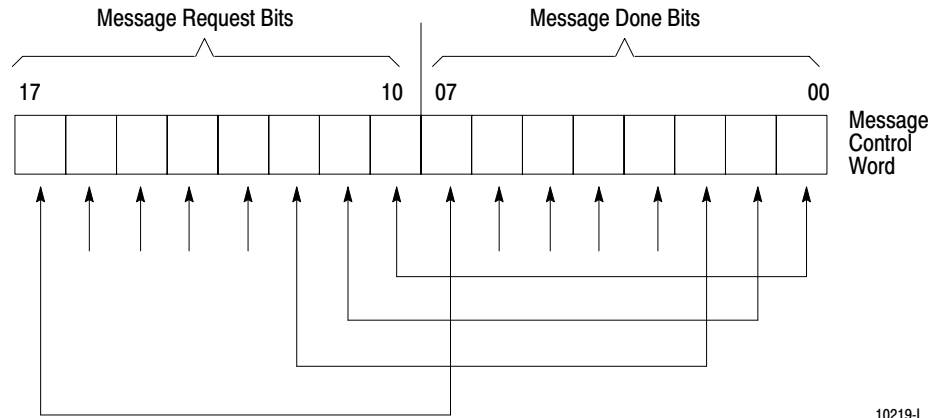 Message Request Bits
Message Done Bits
17
10
07
00
Message
Control
Word
10219-I